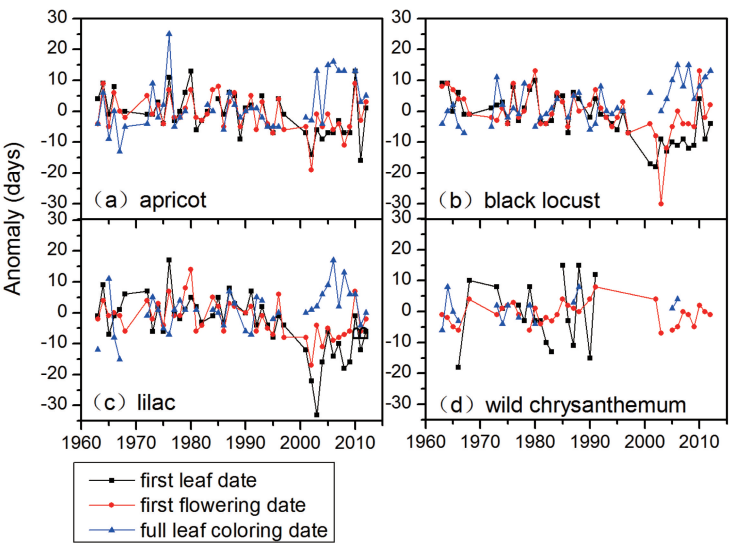 30
20
10
0
-10
-20
30
20
10
0
-10
-20
-30
Anomaly (days)
（a）apricot
30
20
10
0
-10
-20
-30
30
20
10
0
-10
-20
-30
（b）black locust
（c）lilac
（d）wild chrysanthemum
1960 1970 1980 1990 2000 2010
1960 1970 1980 1990 2000 2010
first leaf date
first flowering date
full leaf coloring date